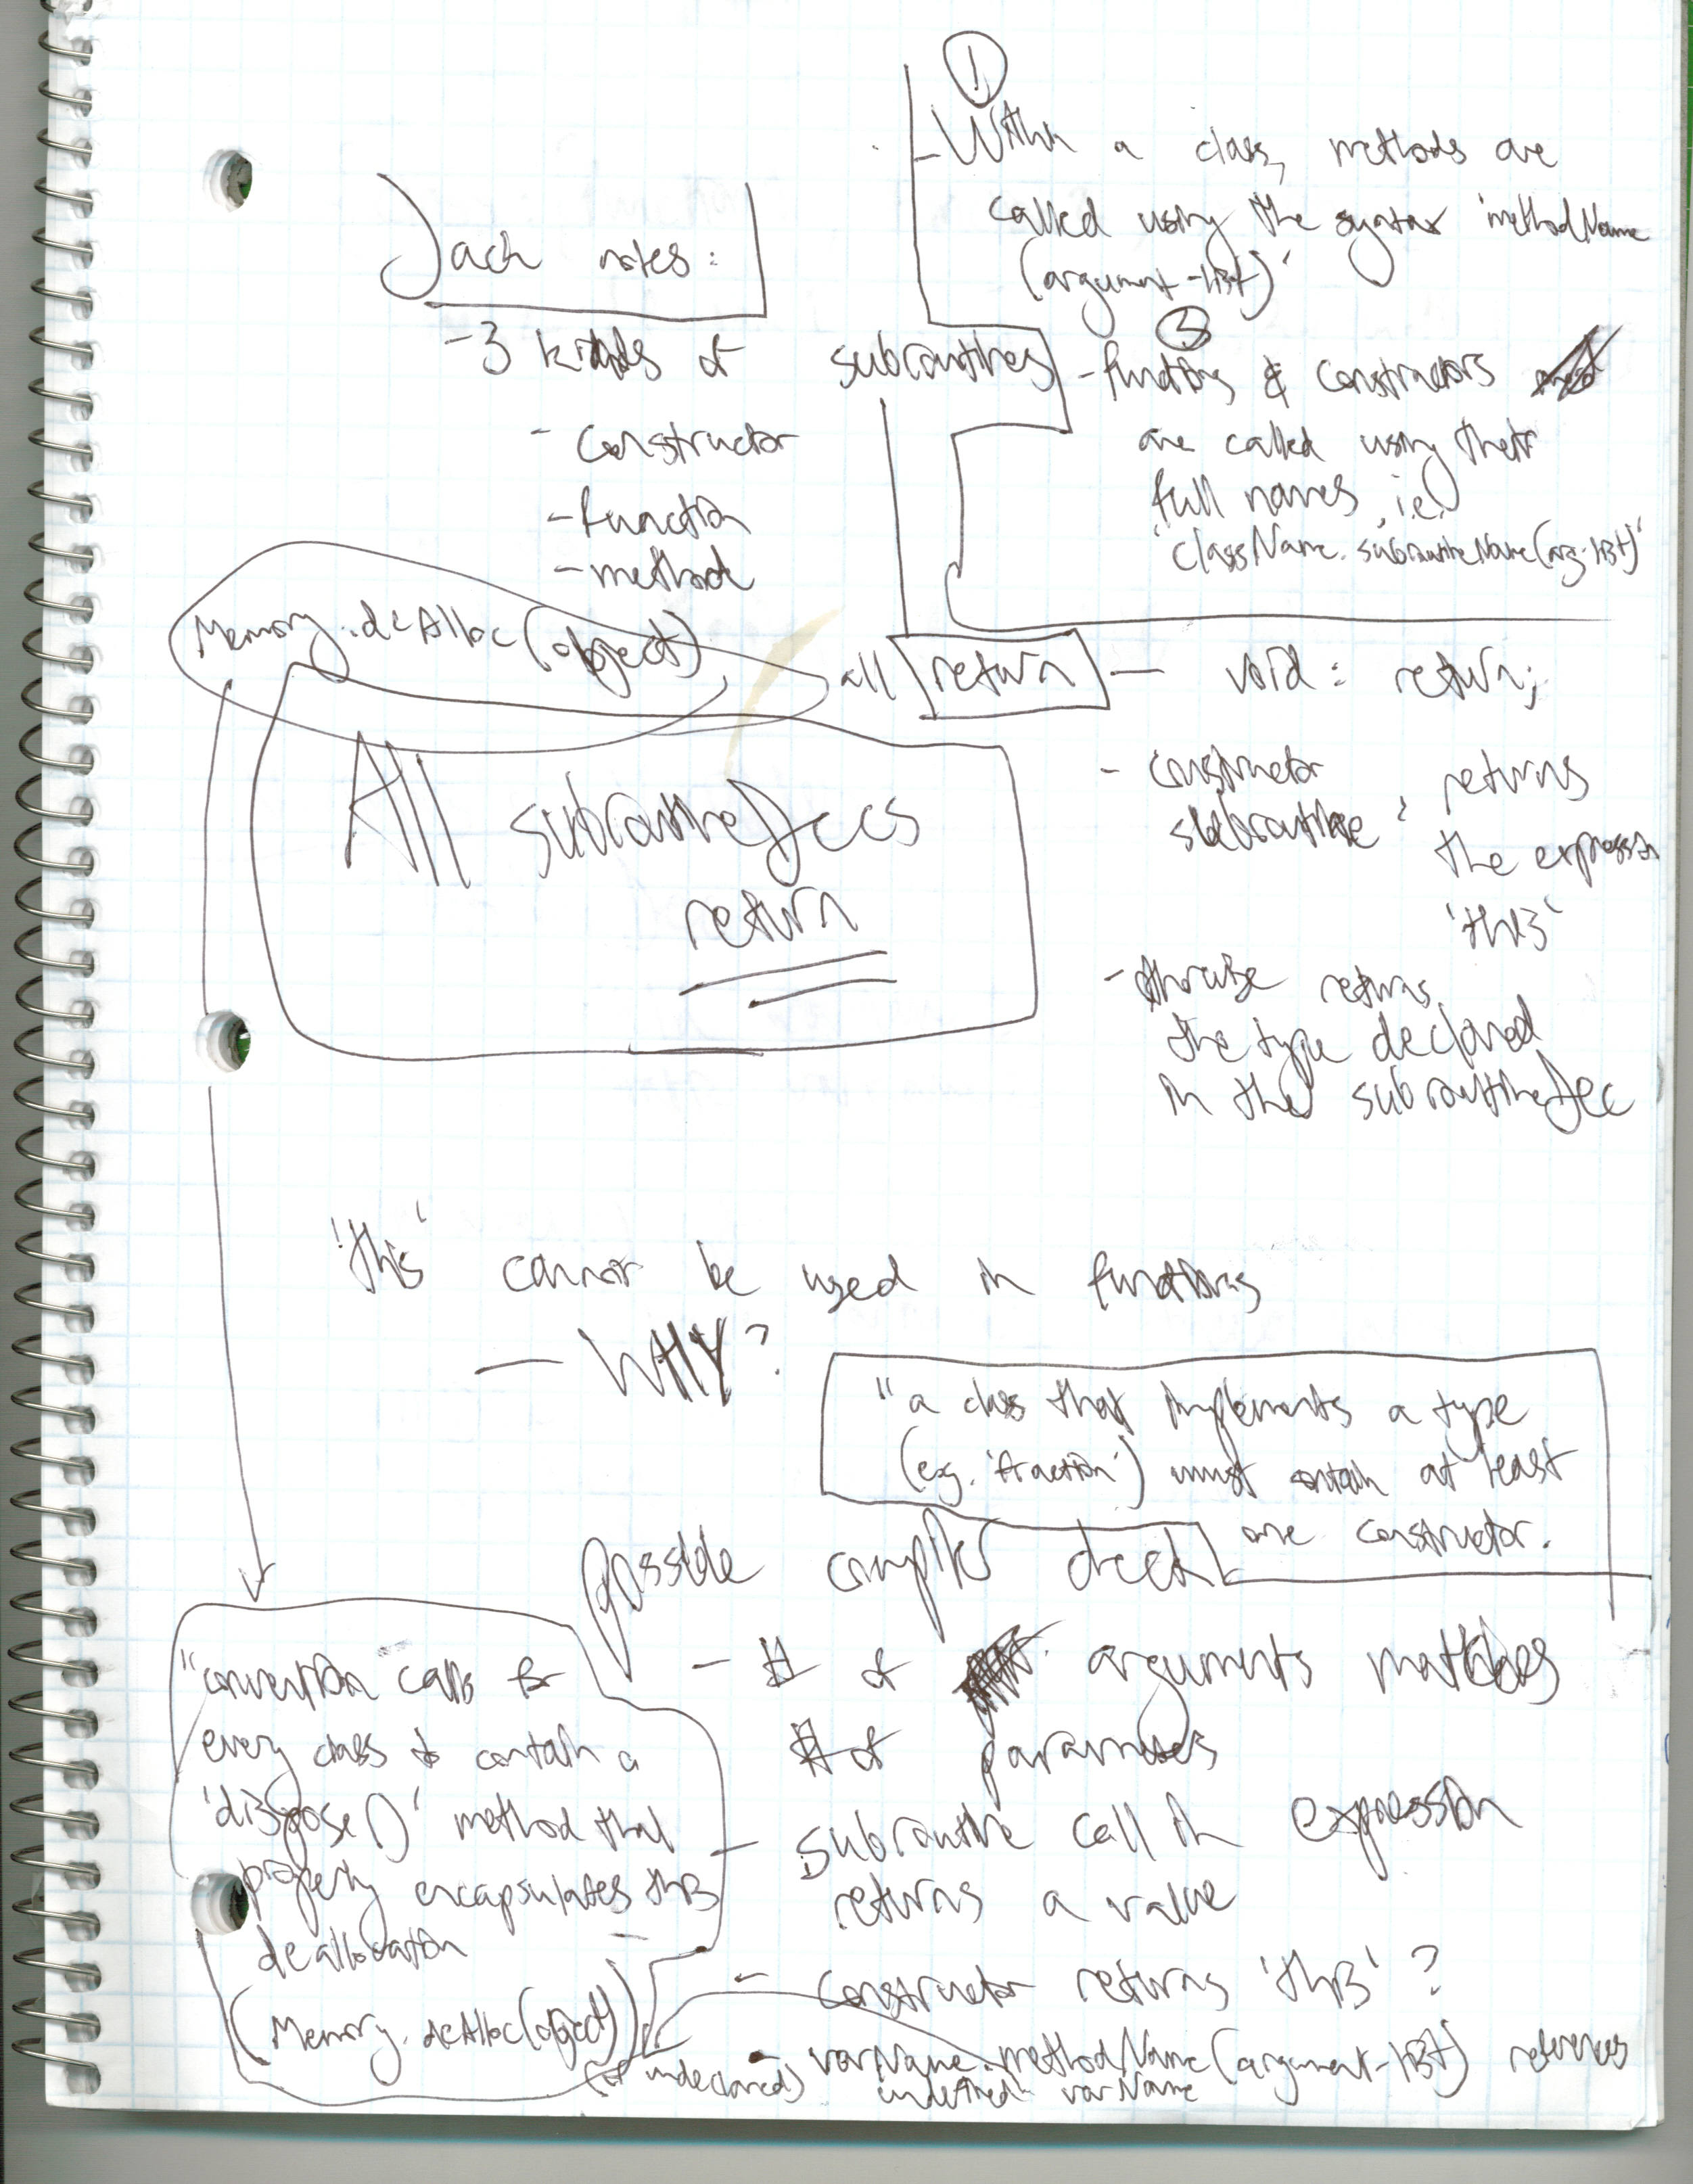 Jack notes:
- 3 kinds of subroutines
- constructor
- function
- method
①
- Within a class, methods are
called using the syntax 'methodName
(argument-list)'
②
- functions & constructors
are called using their
full names, i.e.
'className.subroutineName(arg-list)'
Memory.deAlloc(object)
all return — void: return;
- constructor returns
subroutine the expression
'this'
- otherwise returns
the type declared
in the subroutineDec
All subroutineDecs
return
'this' cannot be used in functions
— WHY?
"a class that implements a type
(e.g. 'fraction') must contain at least
one constructor.
possible compiler check
- # of arguments matches
# of parameters
- subroutine call in expression
returns a value
- constructor returns 'this'?
- varName.methodName(argument-list) references
(if undeclared) undefined varName
"convention calls for
every class to contain a
'dispose()' method that
properly encapsulates this
deallocation
(Memory.deAlloc(object))